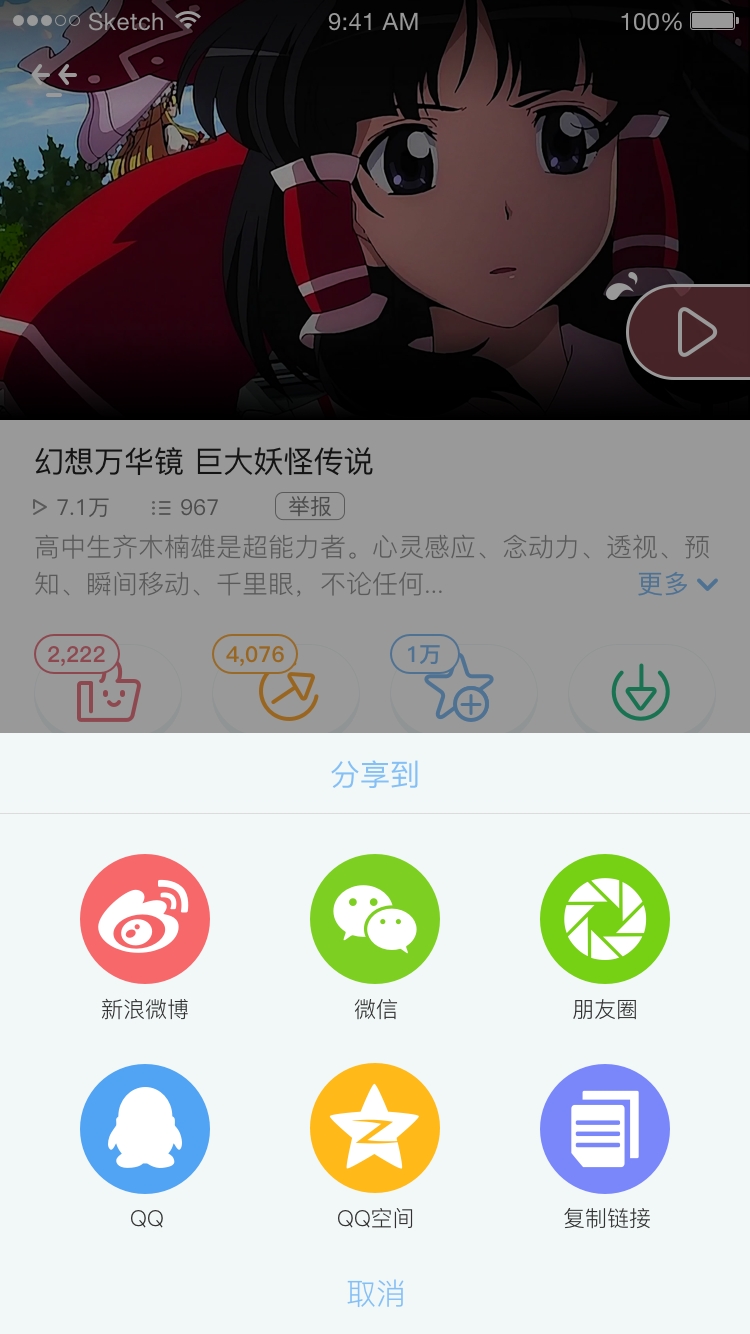 Sketch 9:41 AM 100%
幻想万华镜 巨大妖怪传说
7.1万 967 举报
高中生齐木楠雄是超能力者。心灵感应、念动力、透视、预
知、瞬间移动、千里眼，不论任何... 更多
2,222 4,076 1万
分享到
新浪微博 微信 朋友圈
QQ QQ空间 复制链接
取消